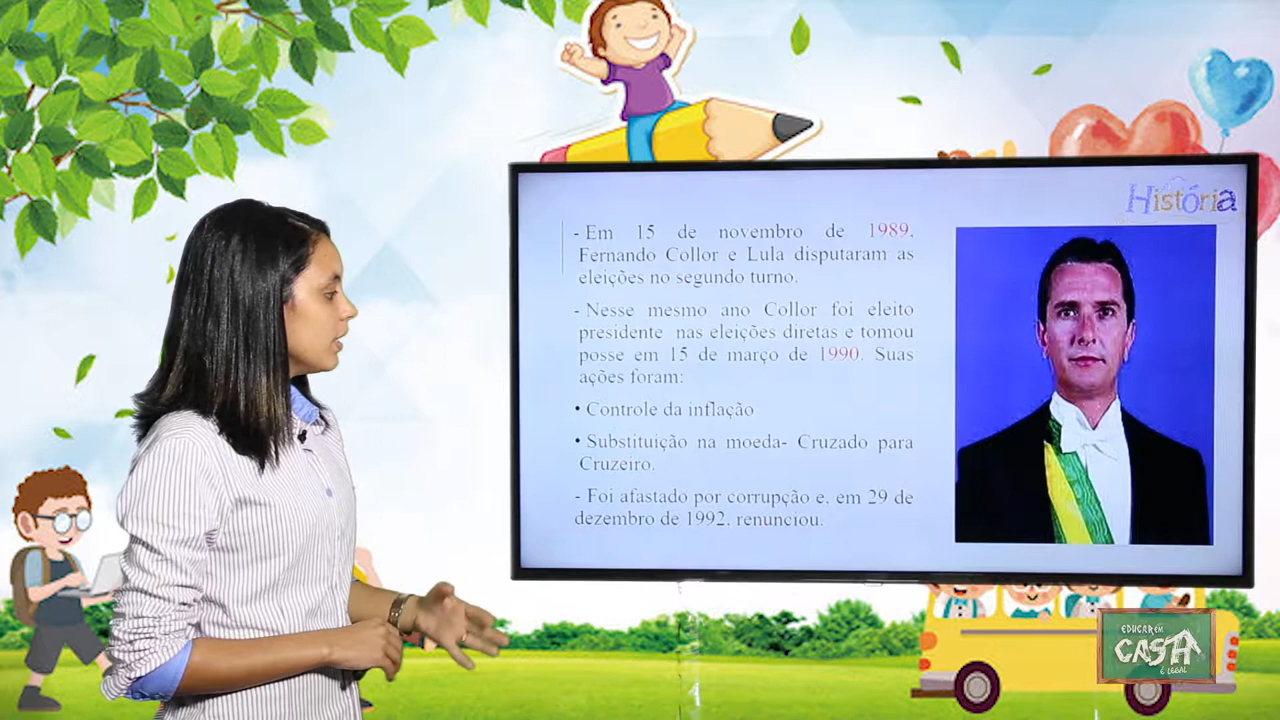 História
- Em 15 de novembro de 1989,
Fernando Collor e Lula disputaram as
eleições no segundo turno.
- Nesse mesmo ano Collor foi eleito
presidente nas eleições diretas e tomou
posse em 15 de março de 1990. Suas
ações foram:
• Controle da inflação
• Substituição na moeda- Cruzado para
Cruzeiro.
- Foi afastado por corrupção e, em 29 de
dezembro de 1992, renunciou.
EDUCAR EM
CASA
É LEGAL